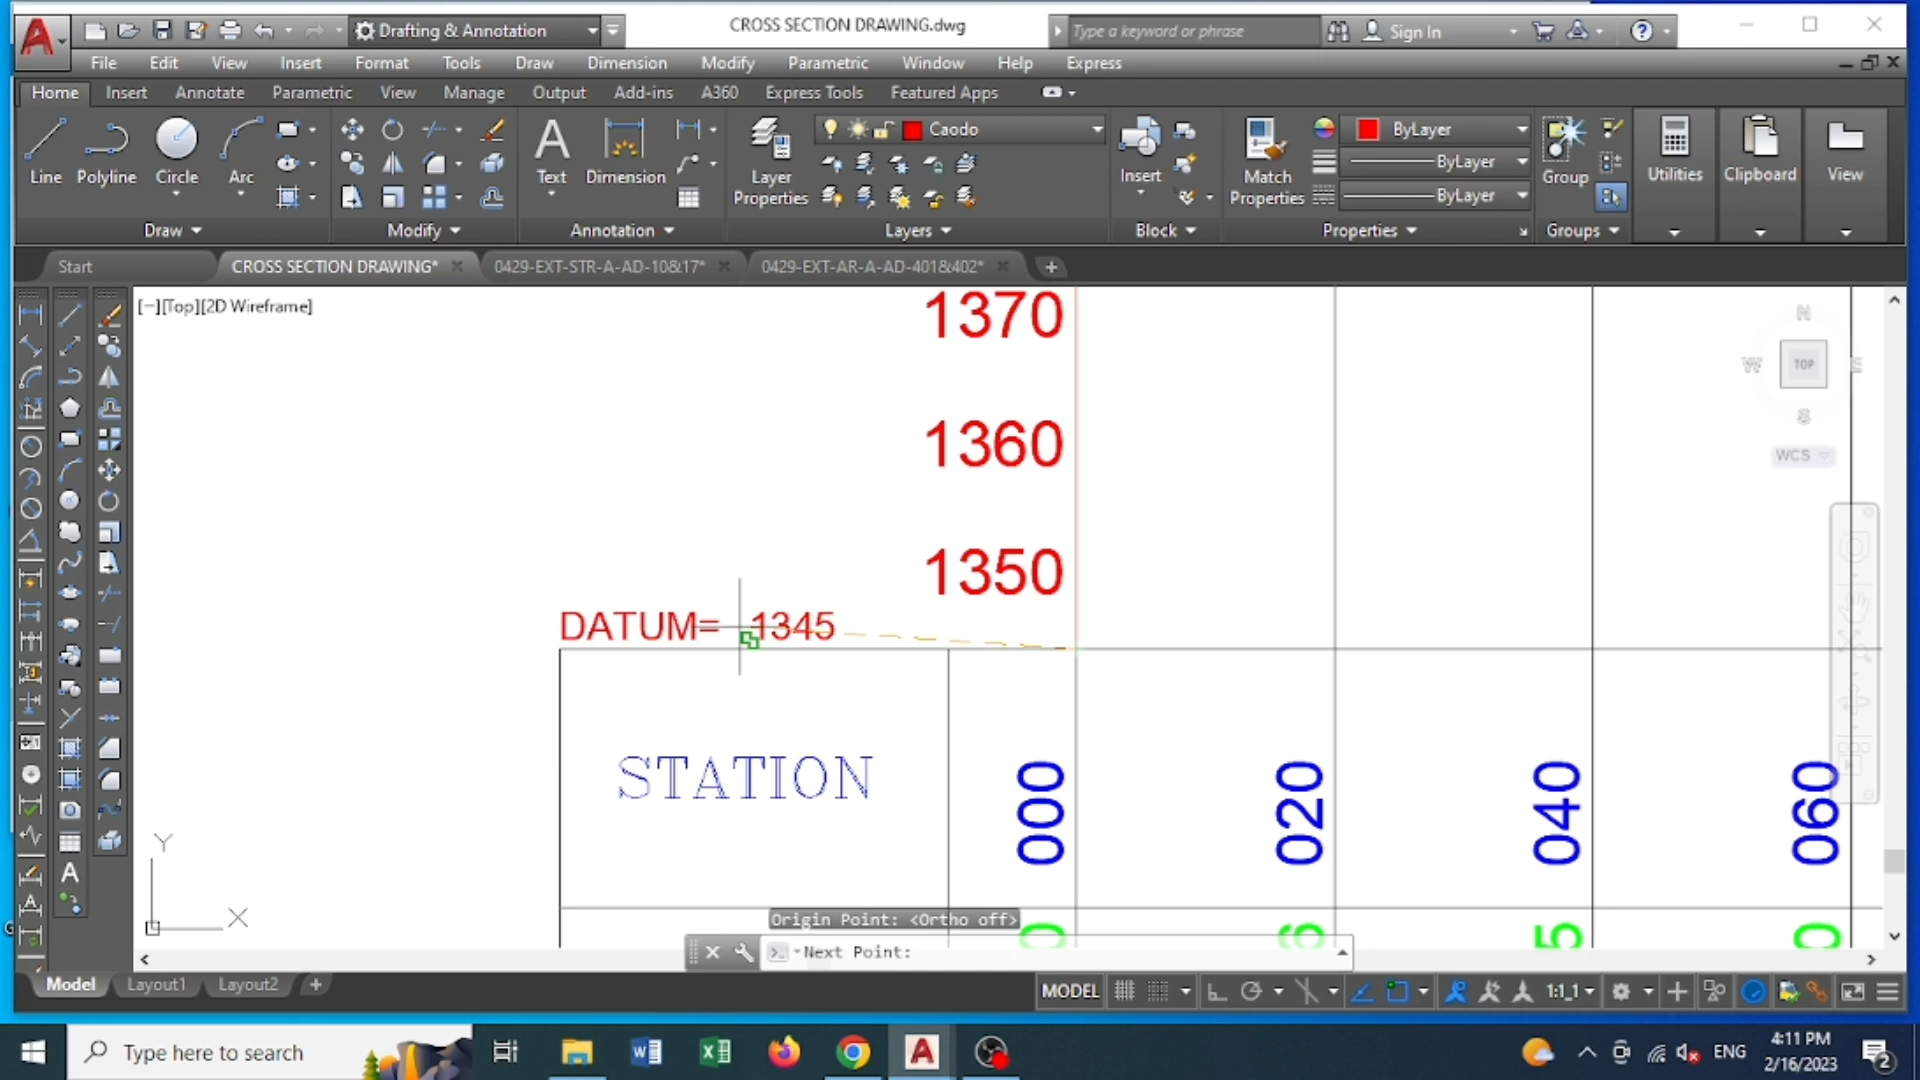 Drafting & Annotation
CROSS SECTION DRAWING.dwg
Type a keyword or phrase
Sign In
File Edit View Insert Format Tools Draw Dimension Modify Parametric Window Help Express
Home Insert Annotate Parametric View Manage Output Add-ins A360 Express Tools Featured Apps
Caodo
ByLayer
ByLayer
ByLayer
Line Polyline Circle Arc
Text Dimension
Layer Properties
Insert
Match Properties
Group
Utilities
Clipboard
View
Draw Modify Annotation Layers Block Properties Groups
Start CROSS SECTION DRAWING* 0429-EXT-STR-A-AD-10&17* 0429-EXT-AR-A-AD-401&402*
[−][Top][2D Wireframe]
N
W TOP E
S
WCS
1370
1360
1350
DATUM= 1345
STATION
000
020
040
060
0
6
5
0
Y
X
Origin Point: <Ortho off>
Next Point:
Model Layout1 Layout2
MODEL
1:1_1
Type here to search
ENG
4:11 PM
2/16/2023
2